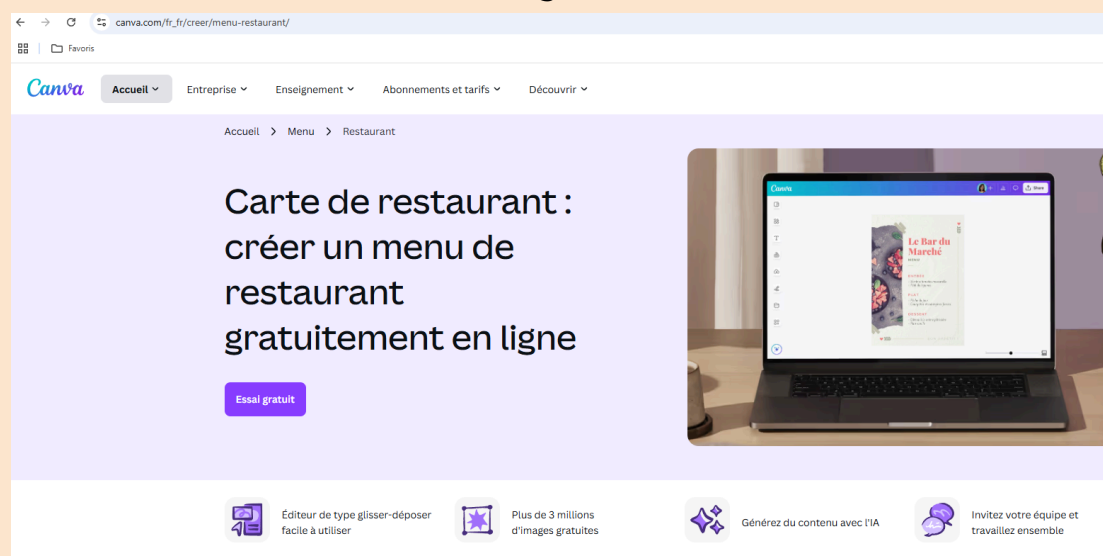 canva.com/fr_fr/creer/menu-restaurant/
Favoris
Canva
Accueil
Entreprise
Enseignement
Abonnements et tarifs
Découvrir
Accueil > Menu > Restaurant
Carte de restaurant :
créer un menu de
restaurant
gratuitement en ligne
Essai gratuit
Canva
Share
Le Bar du
Marché
Éditeur de type glisser-déposer
facile à utiliser
Plus de 3 millions
d'images gratuites
Générez du contenu avec l'IA
Invitez votre équipe et
travaillez ensemble